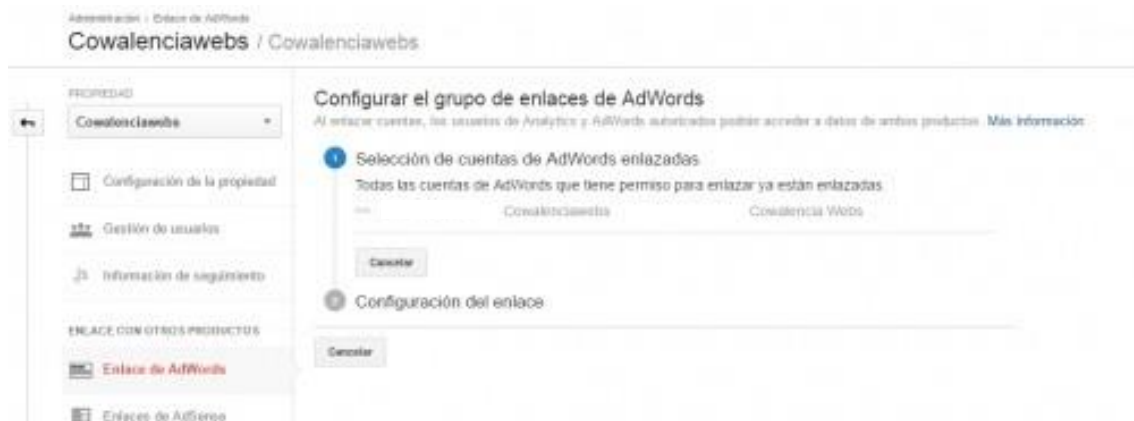 Administración › Enlace de AdWords
Cowalenciawebs / Cowalenciawebs
PROPIEDAD
Cowalenciawebs
Configuración de la propiedad
Gestión de usuarios
Información de seguimiento
ENLACE CON OTROS PRODUCTOS
Enlace de AdWords
Enlaces de AdSense
Configurar el grupo de enlaces de AdWords
Al enlazar cuentas, los usuarios de Analytics y AdWords autorizados podrán acceder a datos de ambos productos. Más información
1 Selección de cuentas de AdWords enlazadas
Todas las cuentas de AdWords que tiene permiso para enlazar ya están enlazadas
Cowalenciawebs Cowalencia Webs
Cancelar
2 Configuración del enlace
Cancelar